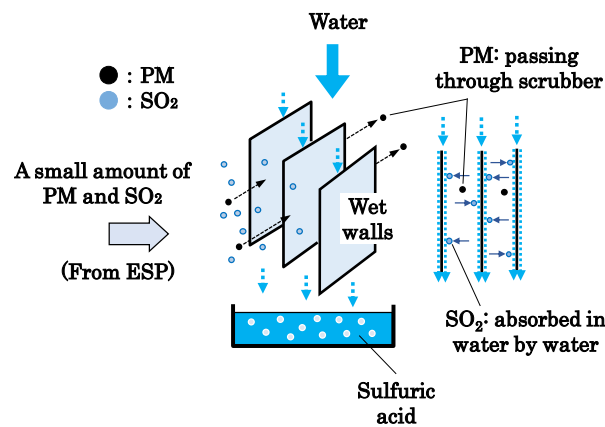 Water
: PM
: SO₂
PM: passing
through scrubber
A small amount of
PM and SO₂
(From ESP)
Wet
walls
SO₂: absorbed in
water by water
Sulfuric
acid